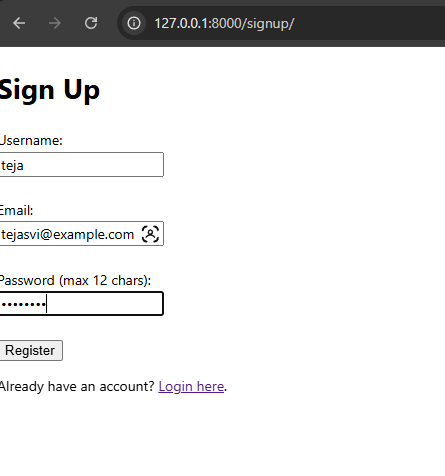 127.0.0.1:8000/signup/
Sign Up
Username:
teja
Email:
tejasvi@example.com
Password (max 12 chars):
••••••••
Register
Already have an account? Login here.